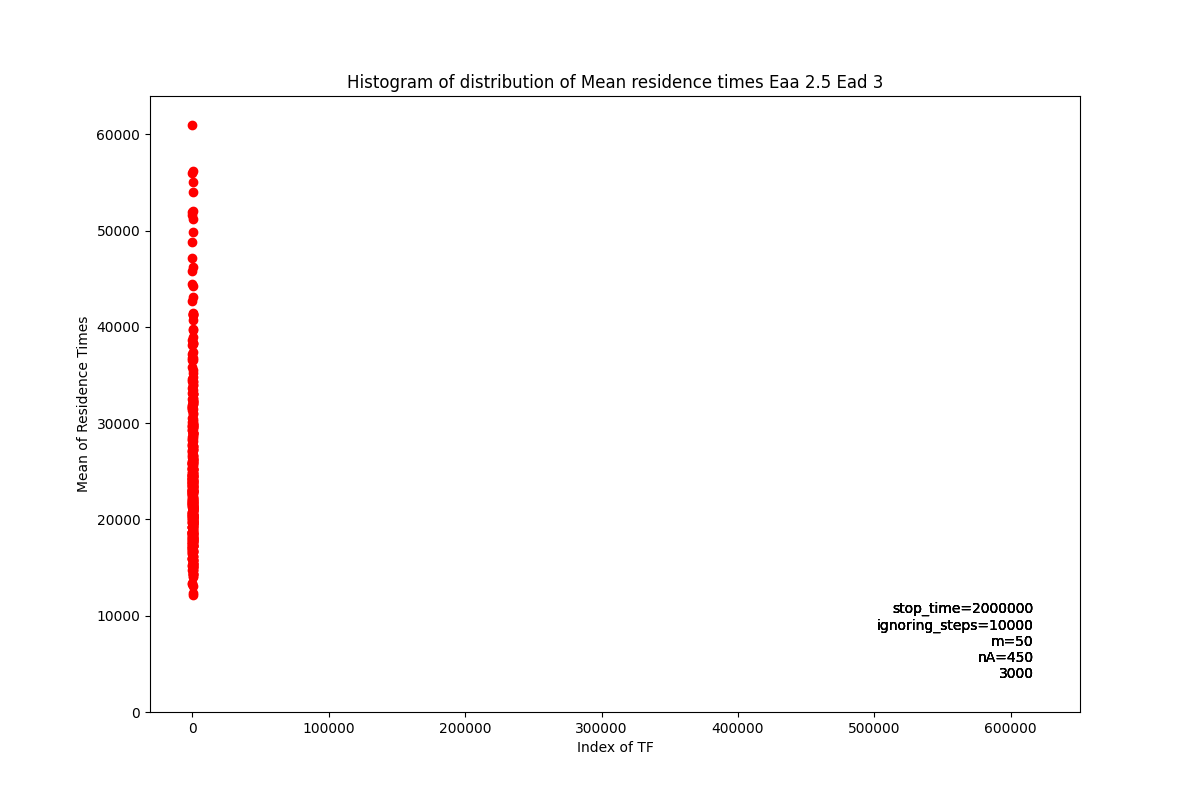 Histogram of distribution of Mean residence times Eaa 2.5 Ead 3
60000
50000
40000
30000
20000
10000
0
Mean of Residence Times
stop_time=2000000
ignoring_steps=10000
m=50
nA=450
3000
0 100000 200000 300000 400000 500000 600000
Index of TF